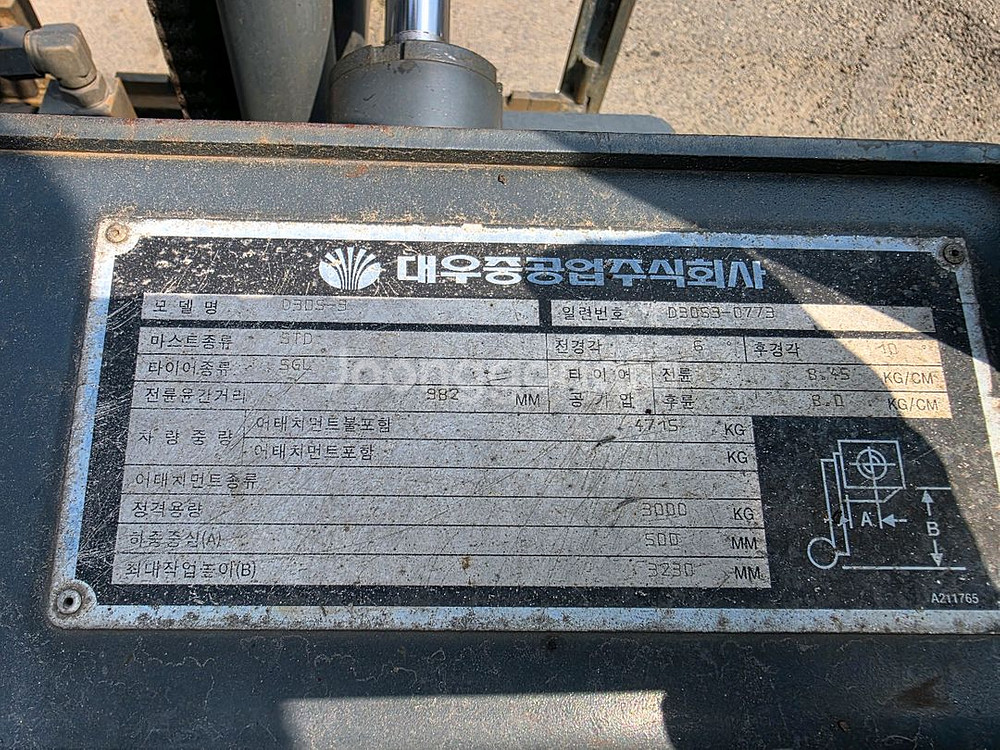 대우중공업주식회사
모델명 D30S-3 일련번호 D30S3-0773
마스트종류 STD 전경각 6 후경각 10
타이어종류 SGL 타이어 전륜 8.45 KG/CM
전륜윤간거리 982 MM 공기압 후륜 8.0 KG/CM
차량중량 어태치먼트불포함 4715 KG
어태치먼트포함 KG
어태치먼트종류
정격용량 3000 KG
하중중심(A) 500 MM
최대작업높이(B) 3230 MM
A B
A211765